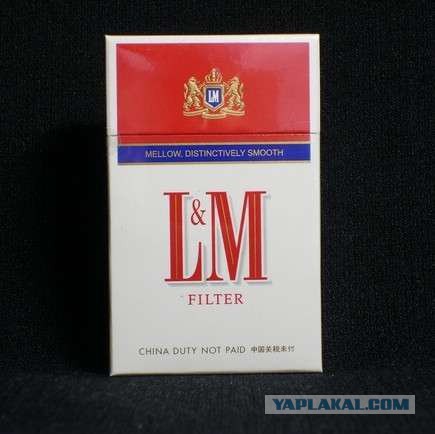 LM
MELLOW, DISTINCTIVELY SMOOTH
L&M
FILTER
CHINA DUTY NOT PAID 中国关税未付
YAPLAKAL.COM